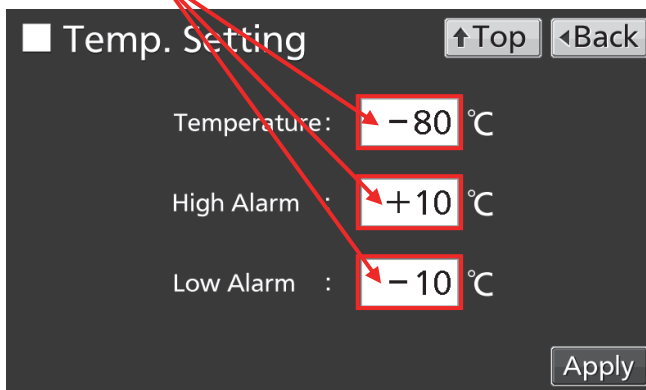 Temp. Setting ↑Top ◂Back
Temperature: −80 ℃
High Alarm : +10 ℃
Low Alarm : −10 ℃
Apply